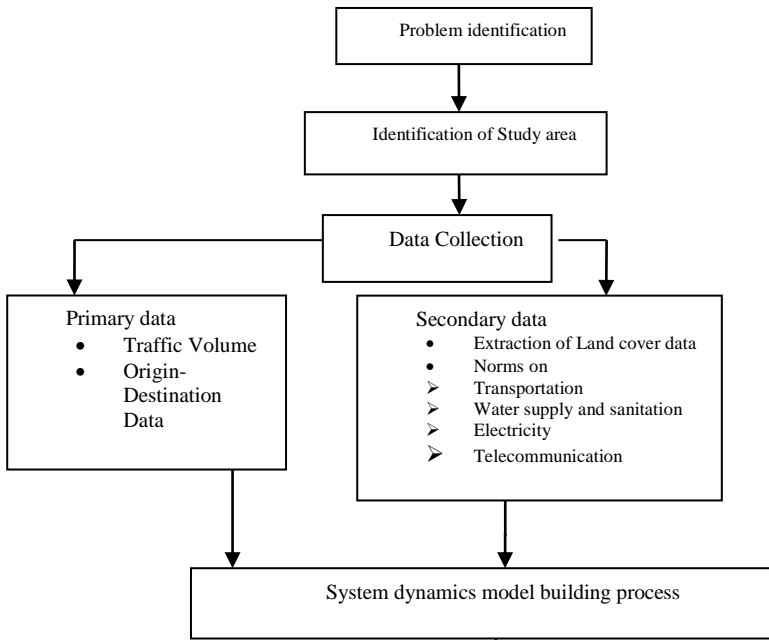 Problem identification
Identification of Study area
Data Collection
Primary data
• Traffic Volume
• Origin-
Destination
Data
Secondary data
• Extraction of Land cover data
• Norms on
➢ Transportation
➢ Water supply and sanitation
➢ Electricity
➢ Telecommunication
System dynamics model building process